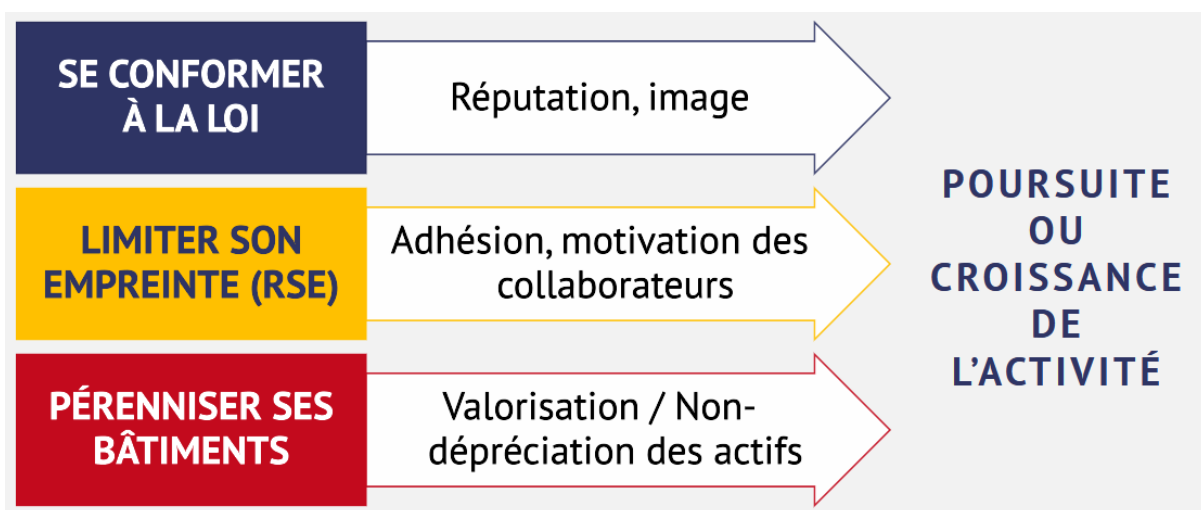 SE CONFORMER
À LA LOI
Réputation, image
LIMITER SON
EMPREINTE (RSE)
Adhésion, motivation des
collaborateurs
PÉRENNISER SES
BÂTIMENTS
Valorisation / Non-
dépréciation des actifs
POURSUITE
OU
CROISSANCE
DE
L’ACTIVITÉ